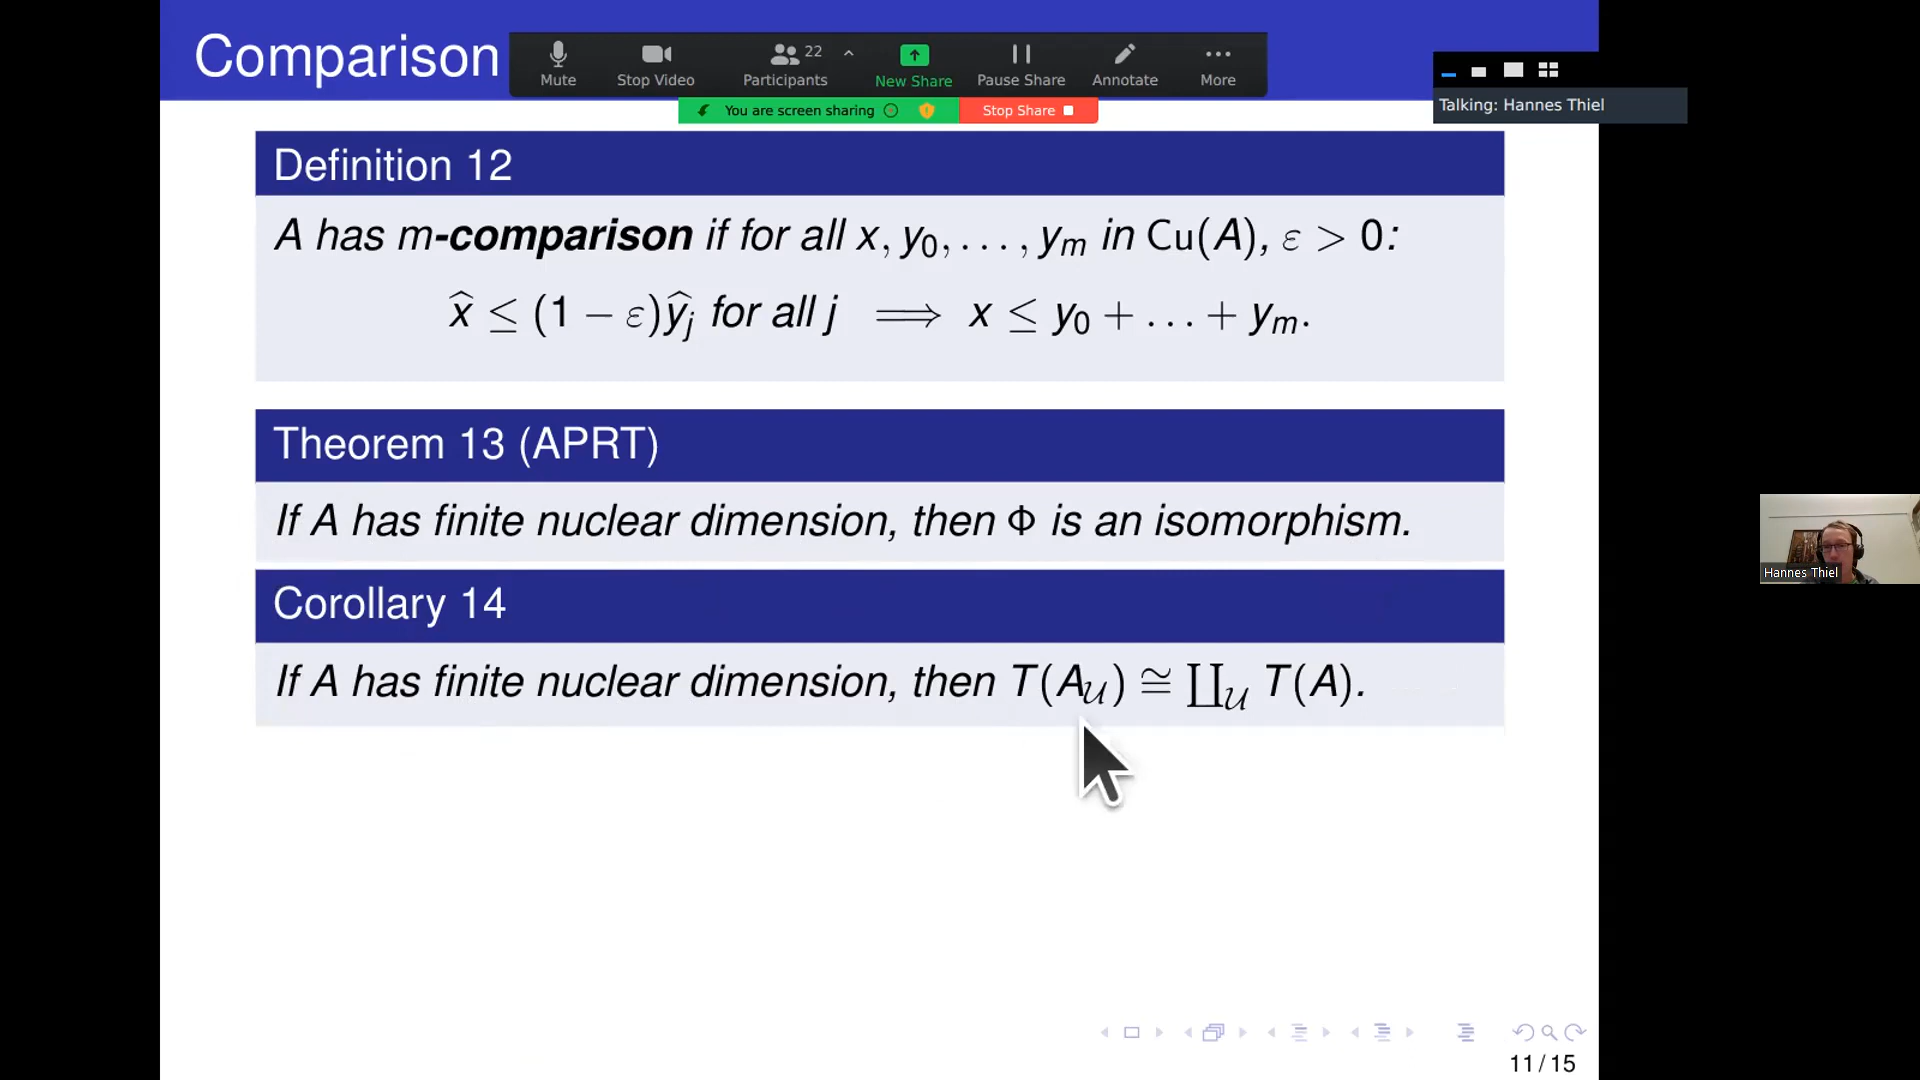 Comparison
Mute
Stop Video
Participants
22
New Share
Pause Share
Annotate
More
You are screen sharing
Stop Share
Talking: Hannes Thiel
Definition 12
A has m-comparison if for all x, y₀, . . . , yₘ in Cu(A), ε > 0:
x̂ ≤ (1 − ε)ŷⱼ for all j ⟹ x ≤ y₀ + . . . + yₘ.
Theorem 13 (APRT)
If A has finite nuclear dimension, then Φ is an isomorphism.
Corollary 14
If A has finite nuclear dimension, then T(A_𝒰) ≅ ∐_𝒰 T(A).
Hannes Thiel
11 / 15